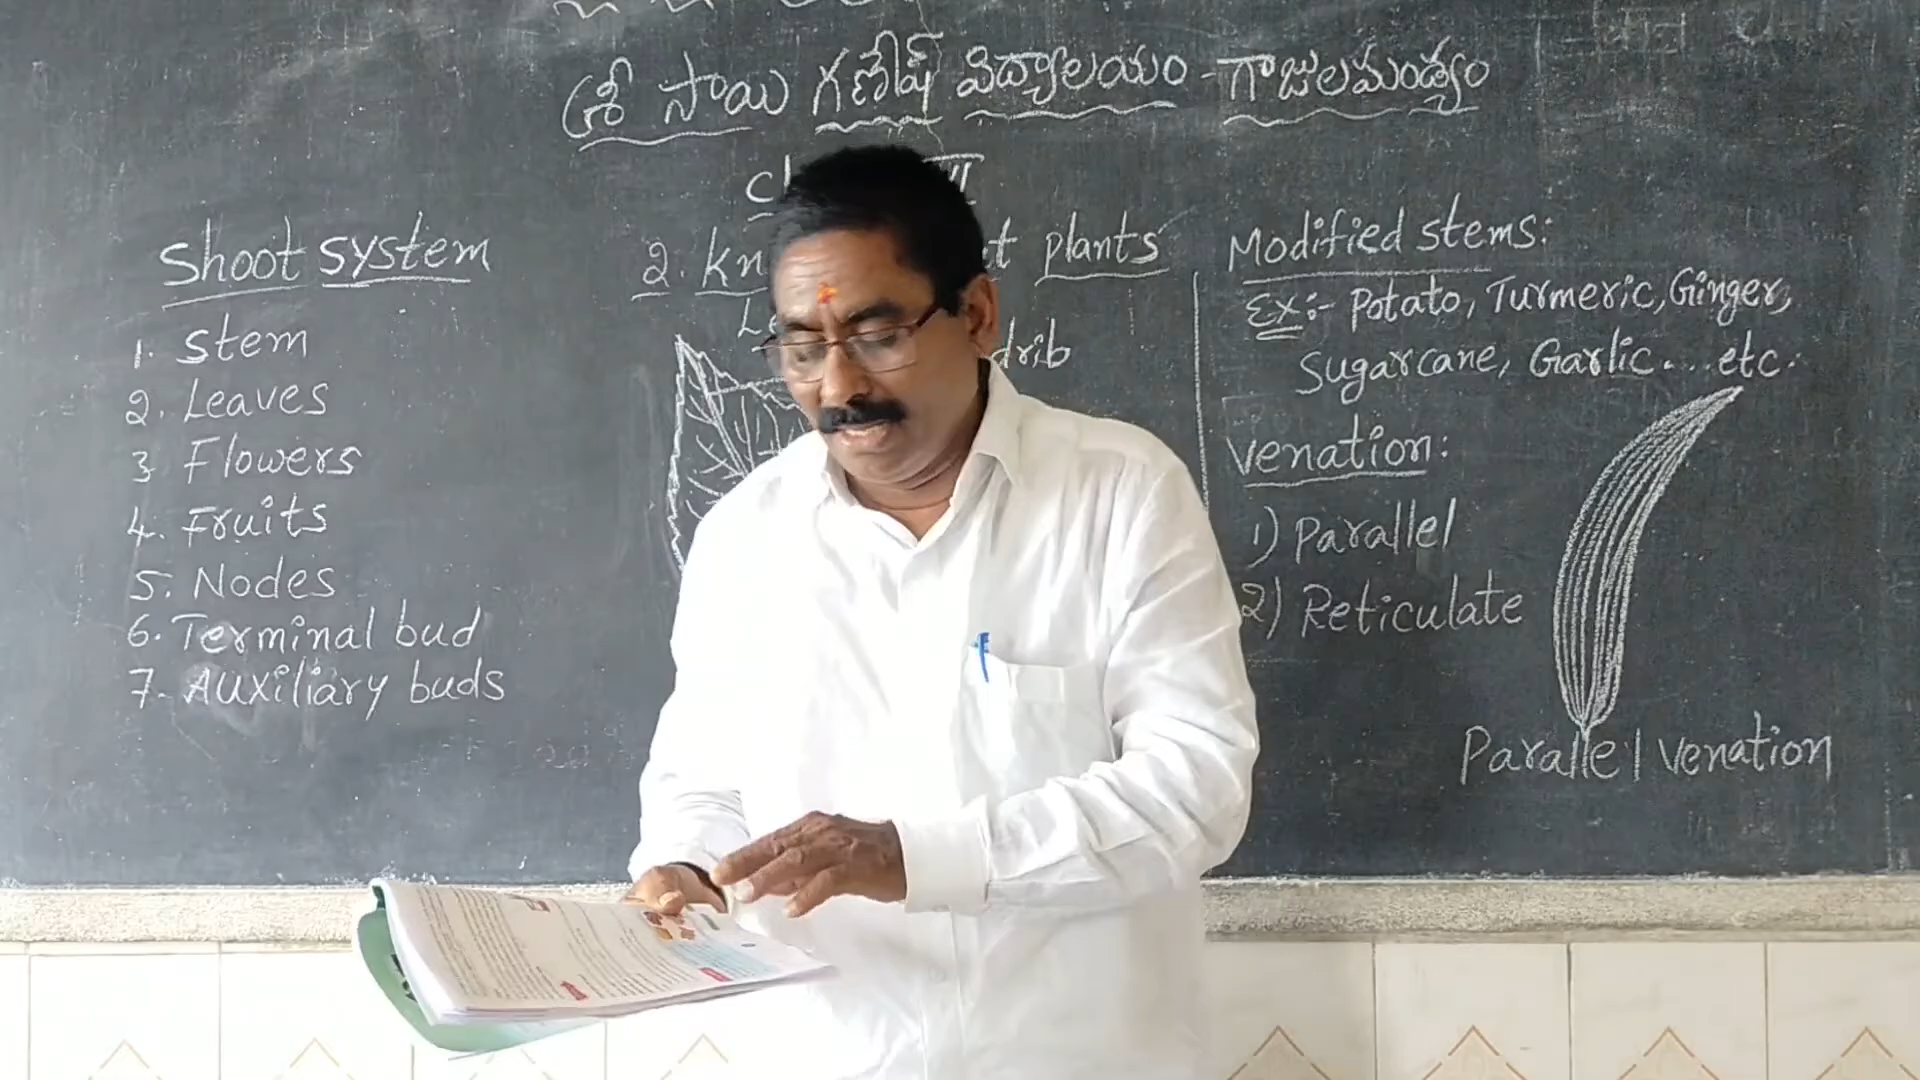 శ్రీ సాయి గణేష్ విద్యాలయం - గాజులమండ్యం
Shoot system
1. Stem
2. Leaves
3 Flowers
4. Fruits
5. Nodes
6. Terminal bud
7. Auxiliary buds
2. plants
Modified stems:
Ex:- Potato, Turmeric, Ginger,
Sugarcane, Garlic....etc.
venation:
1) Parallel
2) Reticulate
Parallel venation